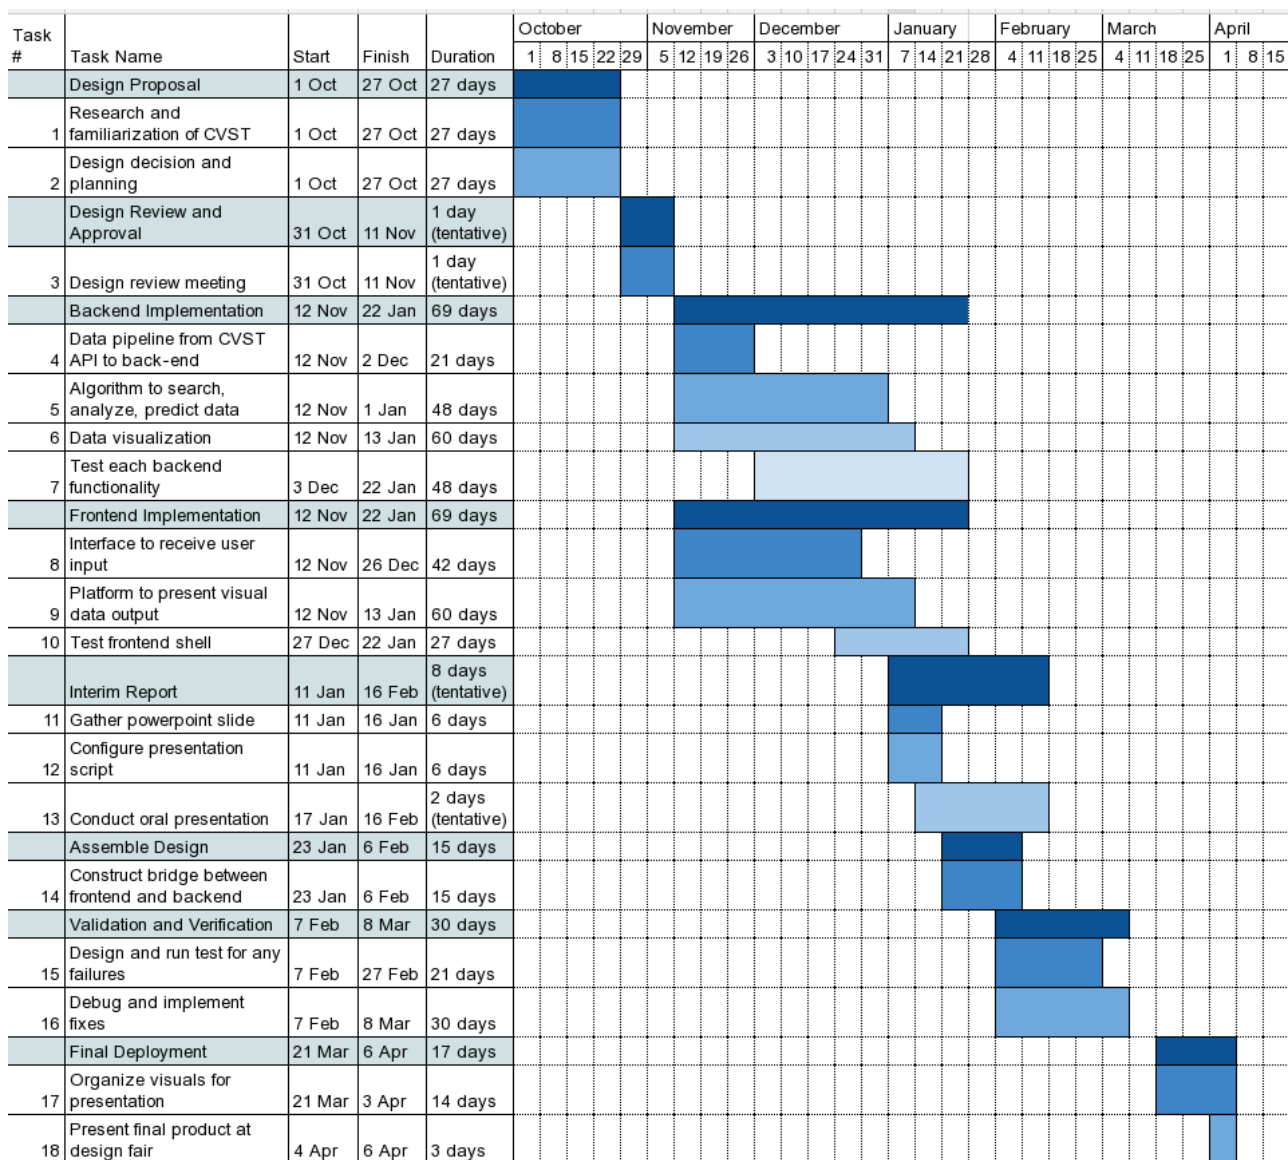 Task
#
Task Name
Start
Finish
Duration
October
November
December
January
February
March
April
1 8 15 22 29 5 12 19 26 3 10 17 24 31 7 14 21 28 4 11 18 25 4 11 18 25 1 8 15
Design Proposal 1 Oct 27 Oct 27 days
Research and
1 familiarization of CVST 1 Oct 27 Oct 27 days
Design decision and
2 planning 1 Oct 27 Oct 27 days
Design Review and 1 day
Approval 31 Oct 11 Nov (tentative)
1 day
3 Design review meeting 31 Oct 11 Nov (tentative)
Backend Implementation 12 Nov 22 Jan 69 days
Data pipeline from CVST
4 API to back-end 12 Nov 2 Dec 21 days
Algorithm to search,
5 analyze, predict data 12 Nov 1 Jan 48 days
6 Data visualization 12 Nov 13 Jan 60 days
Test each backend
7 functionality 3 Dec 22 Jan 48 days
Frontend Implementation 12 Nov 22 Jan 69 days
Interface to receive user
8 input 12 Nov 26 Dec 42 days
Platform to present visual
9 data output 12 Nov 13 Jan 60 days
10 Test frontend shell 27 Dec 22 Jan 27 days
8 days
Interim Report 11 Jan 16 Feb (tentative)
11 Gather powerpoint slide 11 Jan 16 Jan 6 days
Configure presentation
12 script 11 Jan 16 Jan 6 days
2 days
13 Conduct oral presentation 17 Jan 16 Feb (tentative)
Assemble Design 23 Jan 6 Feb 15 days
Construct bridge between
14 frontend and backend 23 Jan 6 Feb 15 days
Validation and Verification 7 Feb 8 Mar 30 days
Design and run test for any
15 failures 7 Feb 27 Feb 21 days
Debug and implement
16 fixes 7 Feb 8 Mar 30 days
Final Deployment 21 Mar 6 Apr 17 days
Organize visuals for
17 presentation 21 Mar 3 Apr 14 days
Present final product at
18 design fair 4 Apr 6 Apr 3 days